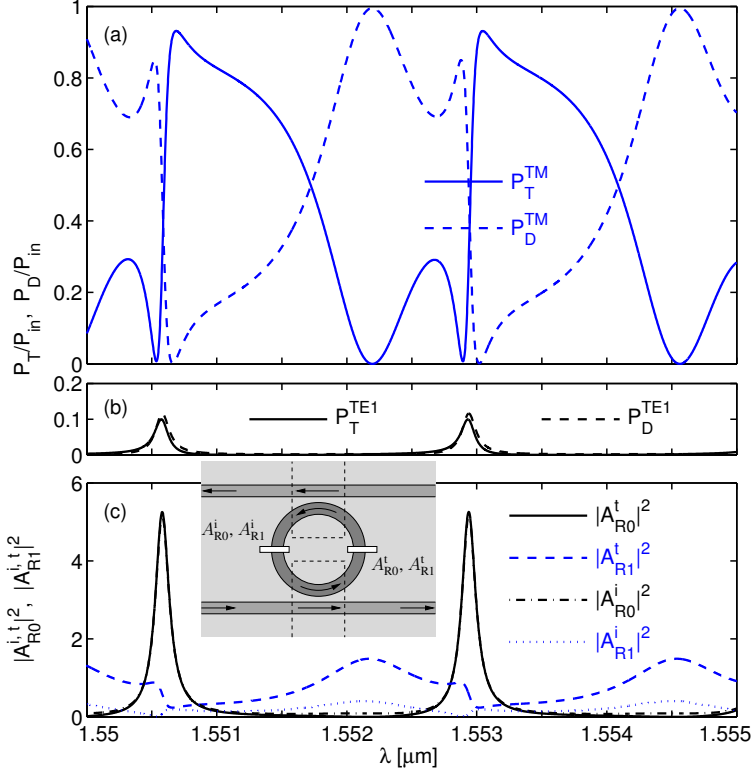 (a)
P_T/P_in, P_D/P_in
1
0.8
0.6
0.4
0.2
0
P_T^TM
P_D^TM
(b)
0.2
0.1
0
P_T^TE1
P_D^TE1
(c)
|A_R0^i,t|^2, |A_R1^i,t|^2
6
4
2
0
A_R0^i, A_R1^i
A_R0^t, A_R1^t
|A_R0^t|^2
|A_R1^t|^2
|A_R0^i|^2
|A_R1^i|^2
1.55 1.551 1.552 1.553 1.554 1.555
λ [μm]